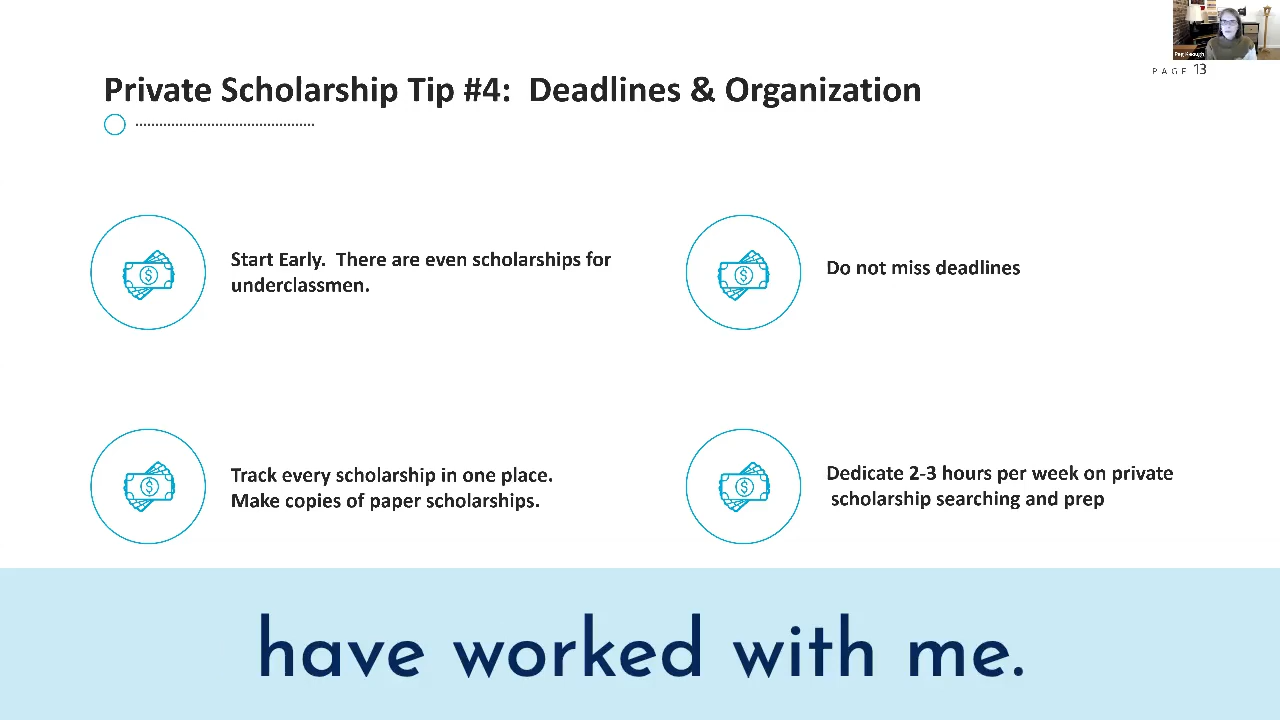 Peg Keough
PAGE 13
Private Scholarship Tip #4: Deadlines & Organization
Start Early. There are even scholarships for
underclassmen.
Do not miss deadlines
Track every scholarship in one place.
Make copies of paper scholarships.
Dedicate 2-3 hours per week on private
scholarship searching and prep
have worked with me.